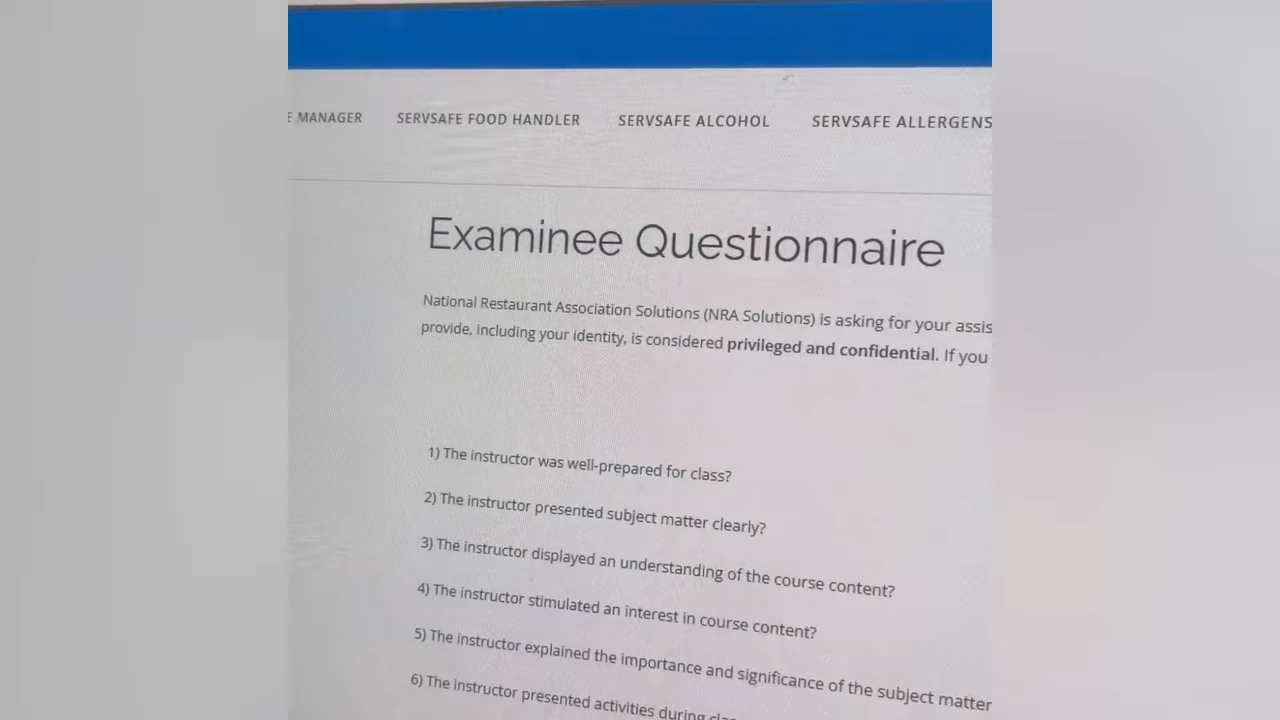 E MANAGER SERVSAFE FOOD HANDLER SERVSAFE ALCOHOL SERVSAFE ALLERGENS
Examinee Questionnaire
National Restaurant Association Solutions (NRA Solutions) is asking for your assis
provide, including your identity, is considered privileged and confidential. If you
1) The instructor was well-prepared for class?
2) The instructor presented subject matter clearly?
3) The instructor displayed an understanding of the course content?
4) The instructor stimulated an interest in course content?
5) The instructor explained the importance and significance of the subject matter
6) The instructor presented activities during